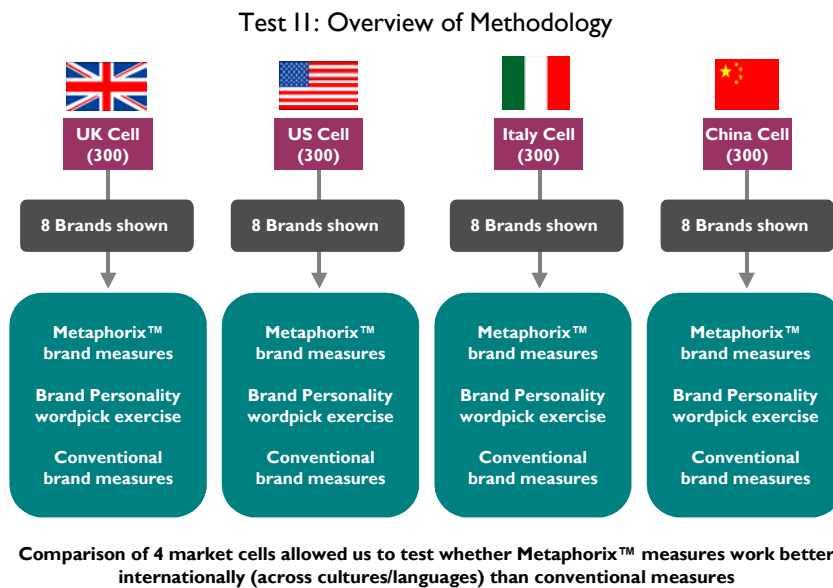 Test II: Overview of Methodology
UK Cell
(300)
US Cell
(300)
Italy Cell
(300)
China Cell
(300)
8 Brands shown
8 Brands shown
8 Brands shown
8 Brands shown
Metaphorix™
brand measures
Brand Personality
wordpick exercise
Conventional
brand measures
Metaphorix™
brand measures
Brand Personality
wordpick exercise
Conventional
brand measures
Metaphorix™
brand measures
Brand Personality
wordpick exercise
Conventional
brand measures
Metaphorix™
brand measures
Brand Personality
wordpick exercise
Conventional
brand measures
Comparison of 4 market cells allowed us to test whether Metaphorix™ measures work better
internationally (across cultures/languages) than conventional measures